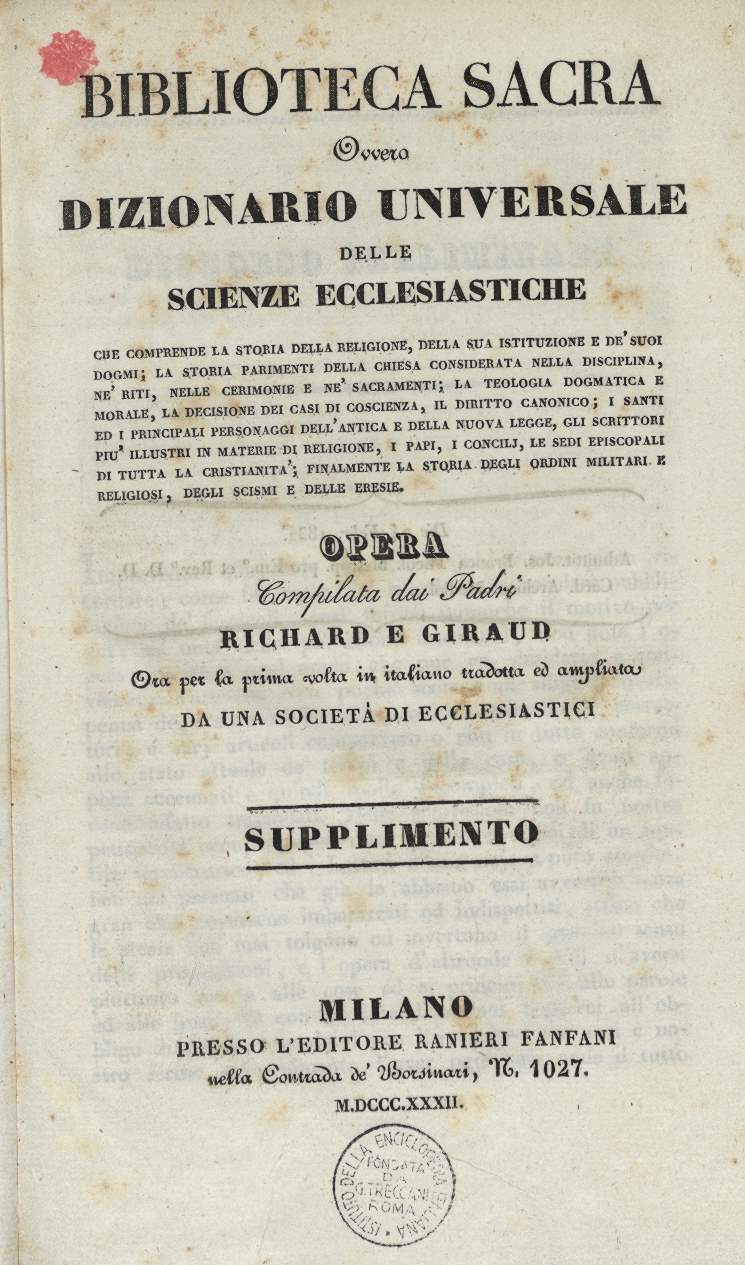 BIBLIOTECA SACRA
Ovvero
DIZIONARIO UNIVERSALE
DELLE
SCIENZE ECCLESIASTICHE
CHE COMPRENDE LA STORIA DELLA RELIGIONE, DELLA SUA ISTITUZIONE E DE' SUOI
DOGMI; LA STORIA PARIMENTI DELLA CHIESA CONSIDERATA NELLA DISCIPLINA,
NE' RITI, NELLE CERIMONIE E NE' SACRAMENTI; LA TEOLOGIA DOGMATICA E
MORALE, LA DECISIONE DEI CASI DI COSCIENZA, IL DIRITTO CANONICO; I SANTI
ED I PRINCIPALI PERSONAGGI DELL'ANTICA E DELLA NUOVA LEGGE, GLI SCRITTORI
PIU' ILLUSTRI IN MATERIE DI RELIGIONE, I PAPI, I CONCILJ, LE SEDI EPISCOPALI
DI TUTTA LA CRISTIANITA'; FINALMENTE LA STORIA DEGLI ORDINI MILITARI E
RELIGIOSI, DEGLI SCISMI E DELLE ERESIE.
OPERA
Compilata dai Padri
RICHARD E GIRAUD
Ora per la prima volta in italiano tradotta ed ampliata
DA UNA SOCIETÀ DI ECCLESIASTICI
SUPPLIMENTO
MILANO
PRESSO L'EDITORE RANIERI FANFANI
nella Contrada de' Borsinari, N. 1027.
M.DCCC.XXXII.
ISTITUTO DELLA ENCICLOPEDIA ITALIANA
FONDATA
DA
G. TRECCANI
ROMA